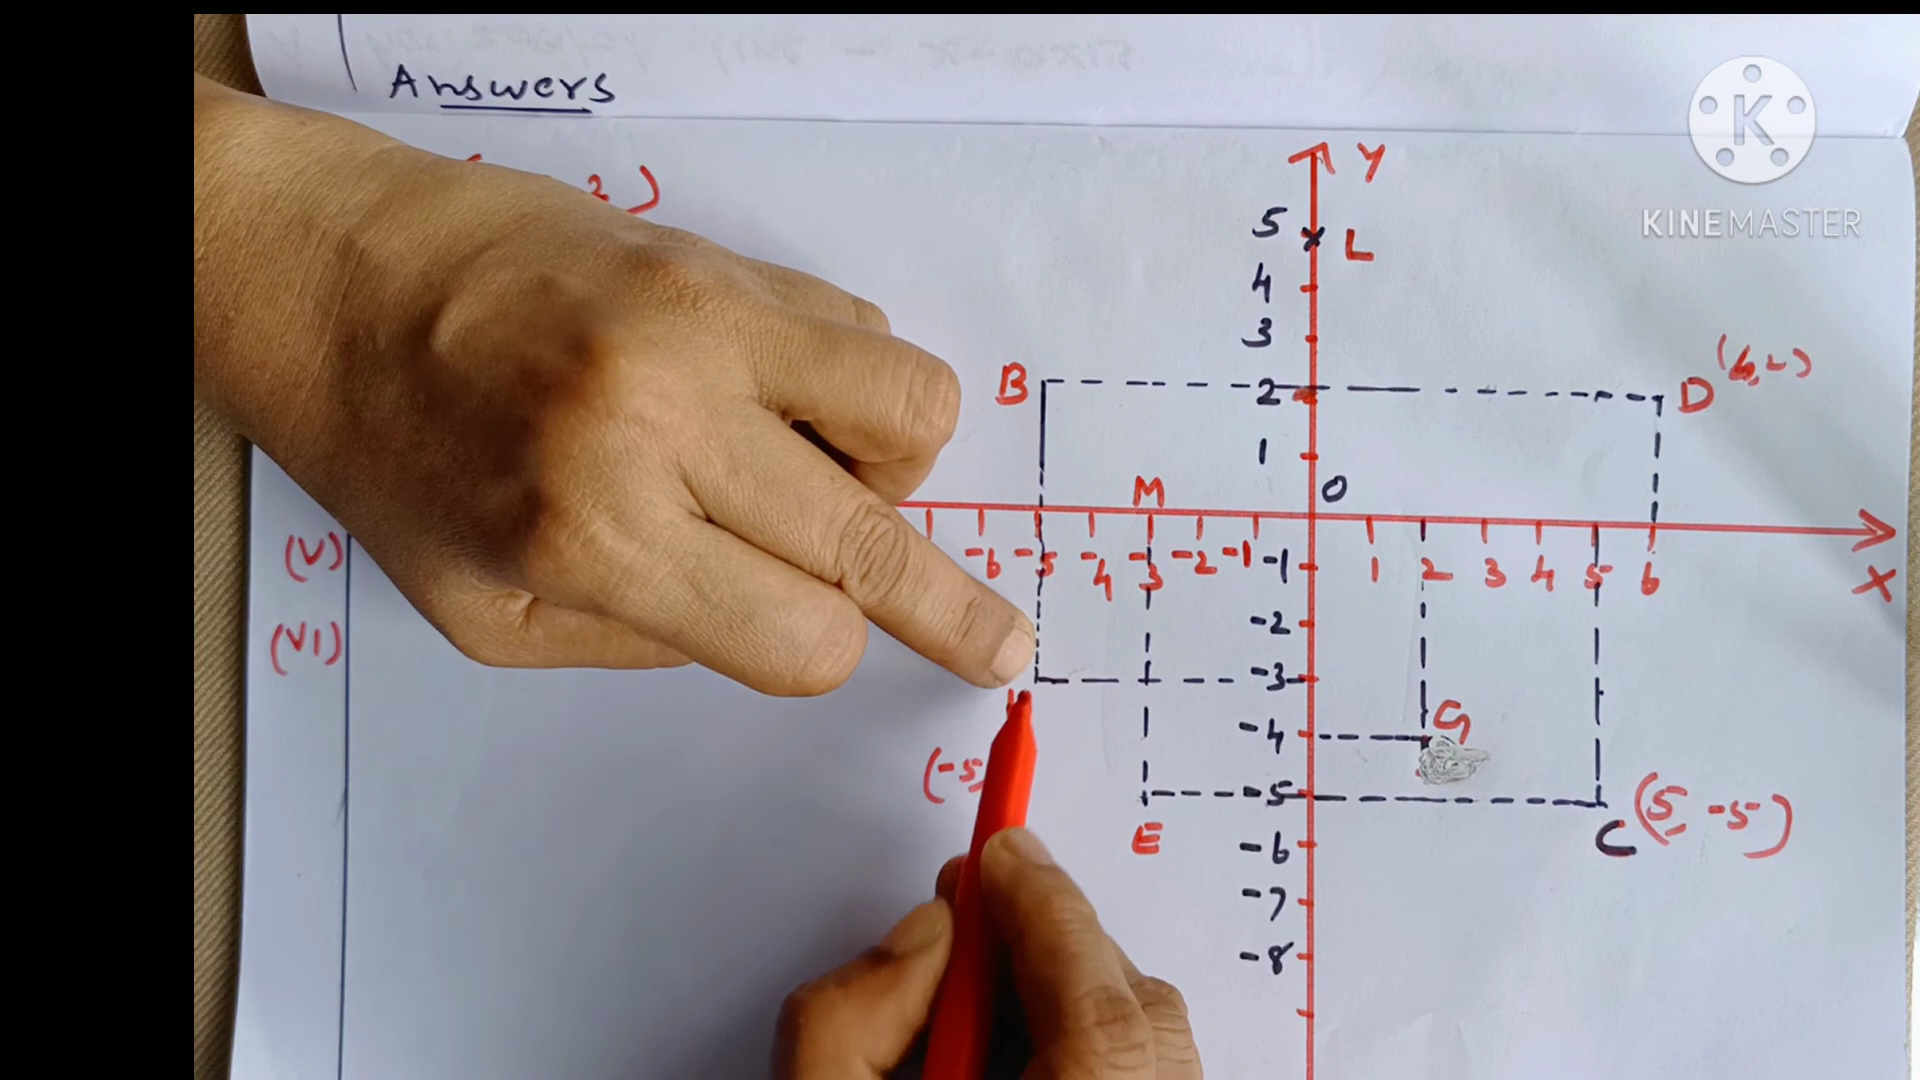 Answers
Y
5
L
4
3
B
2
D (6,2)
1
M
O
(V)
-6 -5 -4 -3 -2 -1
-1
1 2 3 4 5 6
X
(VI)
-2
-3
G
-4
(-5,
-5
C (5, -5)
E
-6
-7
-8
K
KINEMASTER